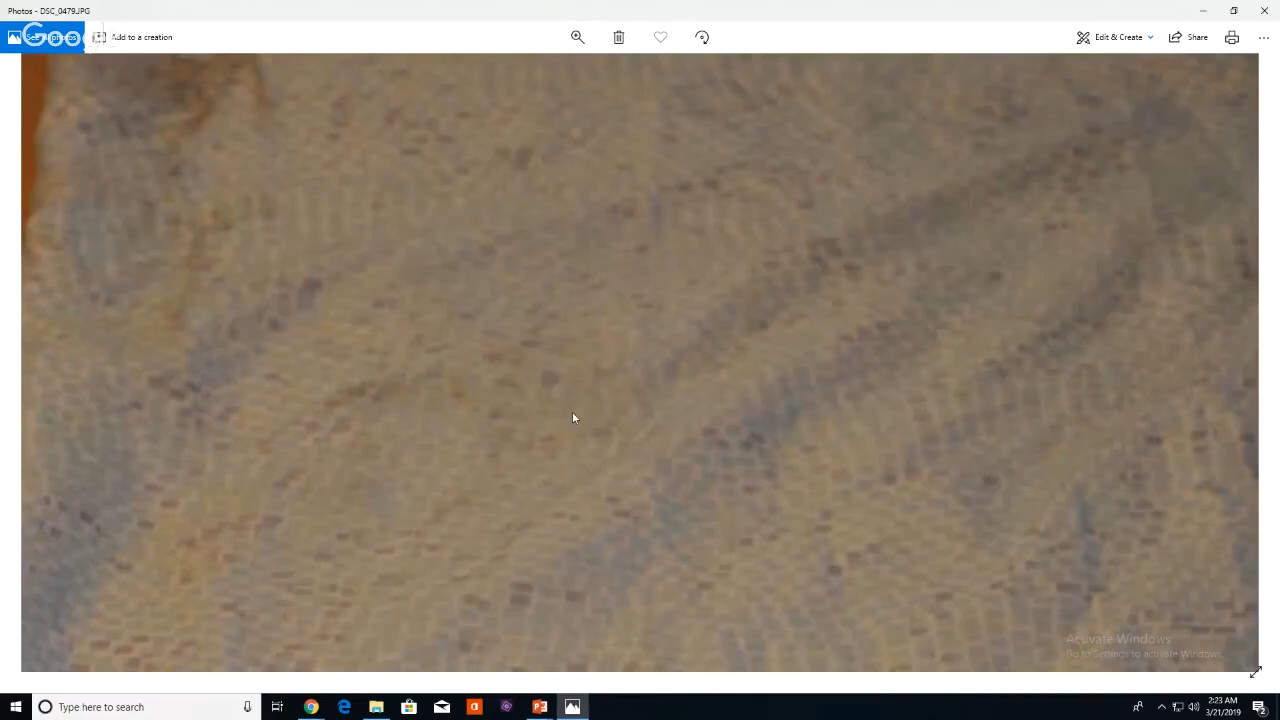 Photos - DSC_0479.JPG
Add to a creation
Edit & Create
Share
Activate Windows
Go to Settings to activate Windows.
Type here to search
2:23 AM
3/21/2019
2